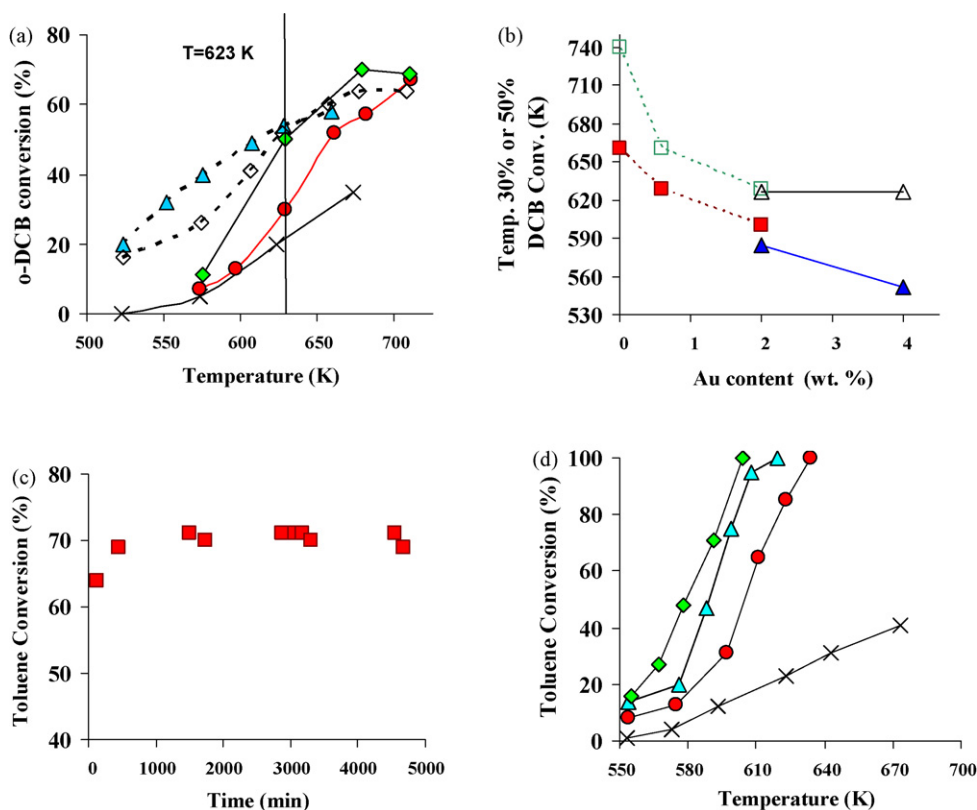 (a)
80
60
40
20
0
o-DCB conversion (%)
T=623 K
500 550 600 650 700
Temperature (K)
(b)
740
710
680
650
620
590
560
530
Temp. 30% or 50%
DCB Conv. (K)
0 1 2 3 4
Au content (wt. %)
(c)
80
70
60
50
40
Toluene Conversion (%)
0 1000 2000 3000 4000 5000
Time (min)
(d)
100
80
60
40
20
0
Toluene Conversion (%)
550 580 610 640 670 700
Temperature (K)